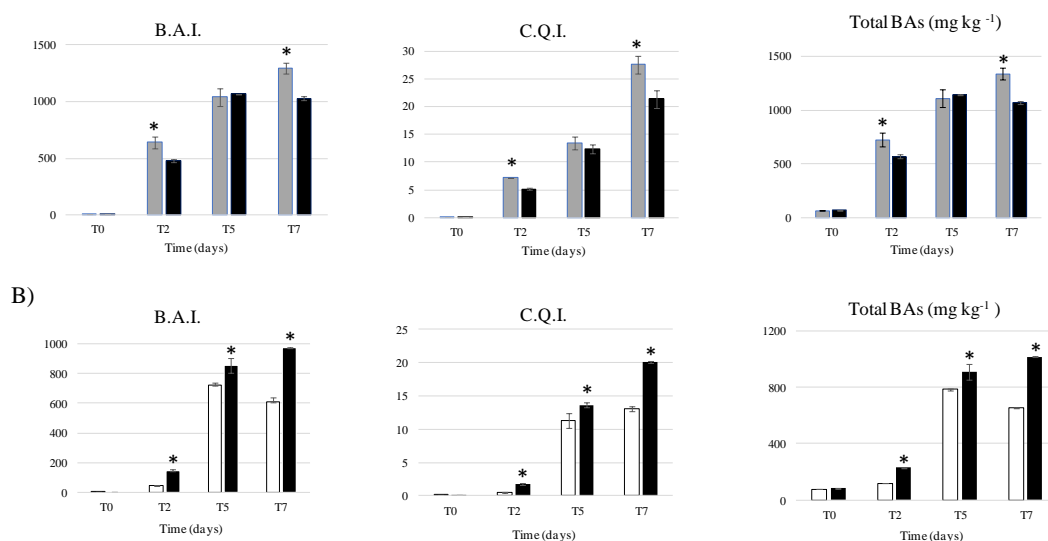 B.A.I.
1500
1000
500
0
*
*
T0 T2 T5 T7
Time (days)
C.Q.I.
30
25
20
15
10
5
0
*
*
T0 T2 T5 T7
Time (days)
Total BAs (mg kg -1)
1500
1000
500
0
*
*
T0 T2 T5 T7
Time (days)
B)
B.A.I.
1000
800
600
400
200
0
*
*
*
T0 T2 T5 T7
Time (days)
C.Q.I.
25
20
15
10
5
0
*
*
*
T0 T2 T5 T7
Time (days)
Total BAs (mg kg-1 )
1200
800
400
0
*
*
*
T0 T2 T5 T7
Time (days)